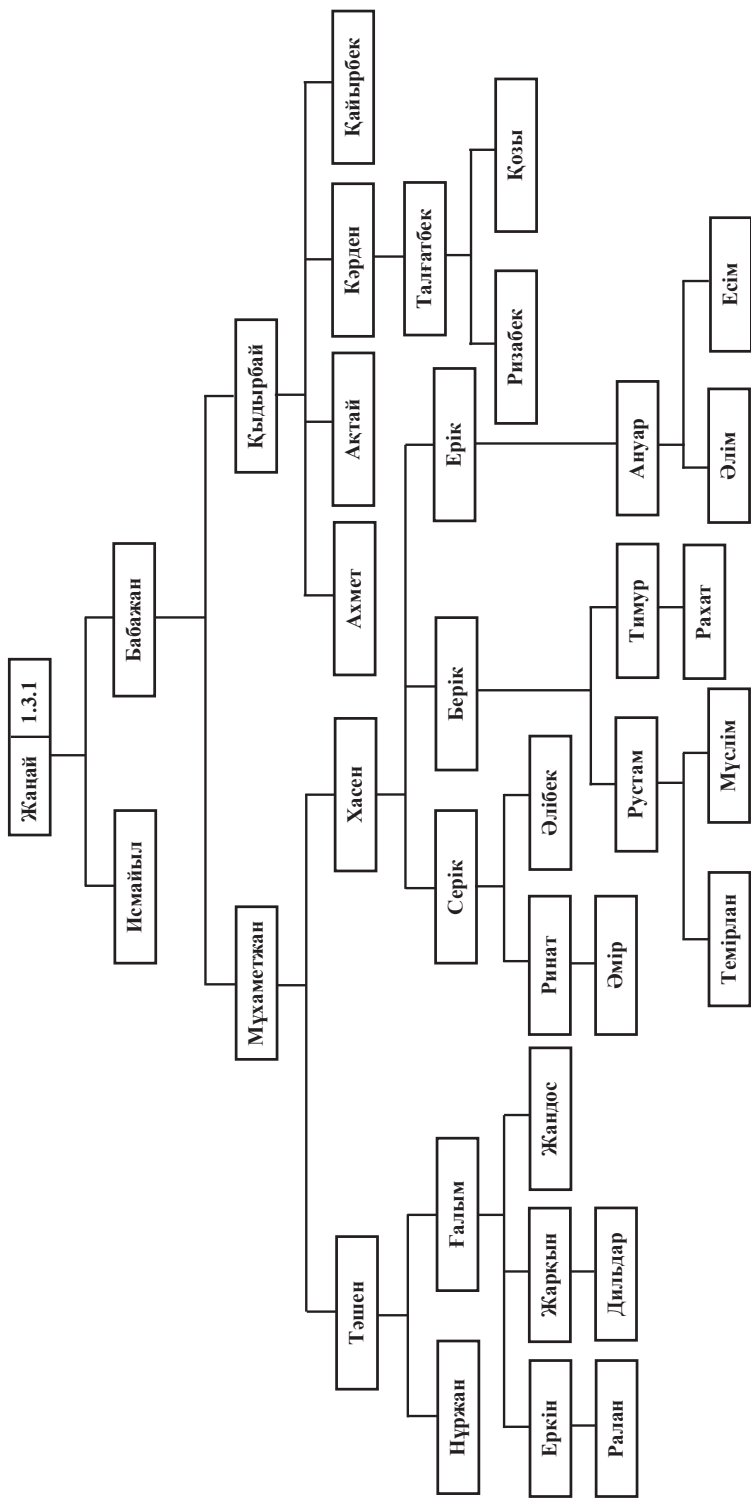 Жаңай 1.3.1
Исмайыл Бабажан
Мұхаметжан Қыдырбай
Тәшен Хасен Ахмет Ақтай Кәрден Қайырбек
Нұржан Ғалым Серік Берік Ерік Талғатбек
Еркін Жарқын Жандос Ринат Әлібек Ризабек Қозы
Ралан Дильдар Әмір Рустам Тимур Ануар
Темірлан Мүслім Рахат Әлім Есім